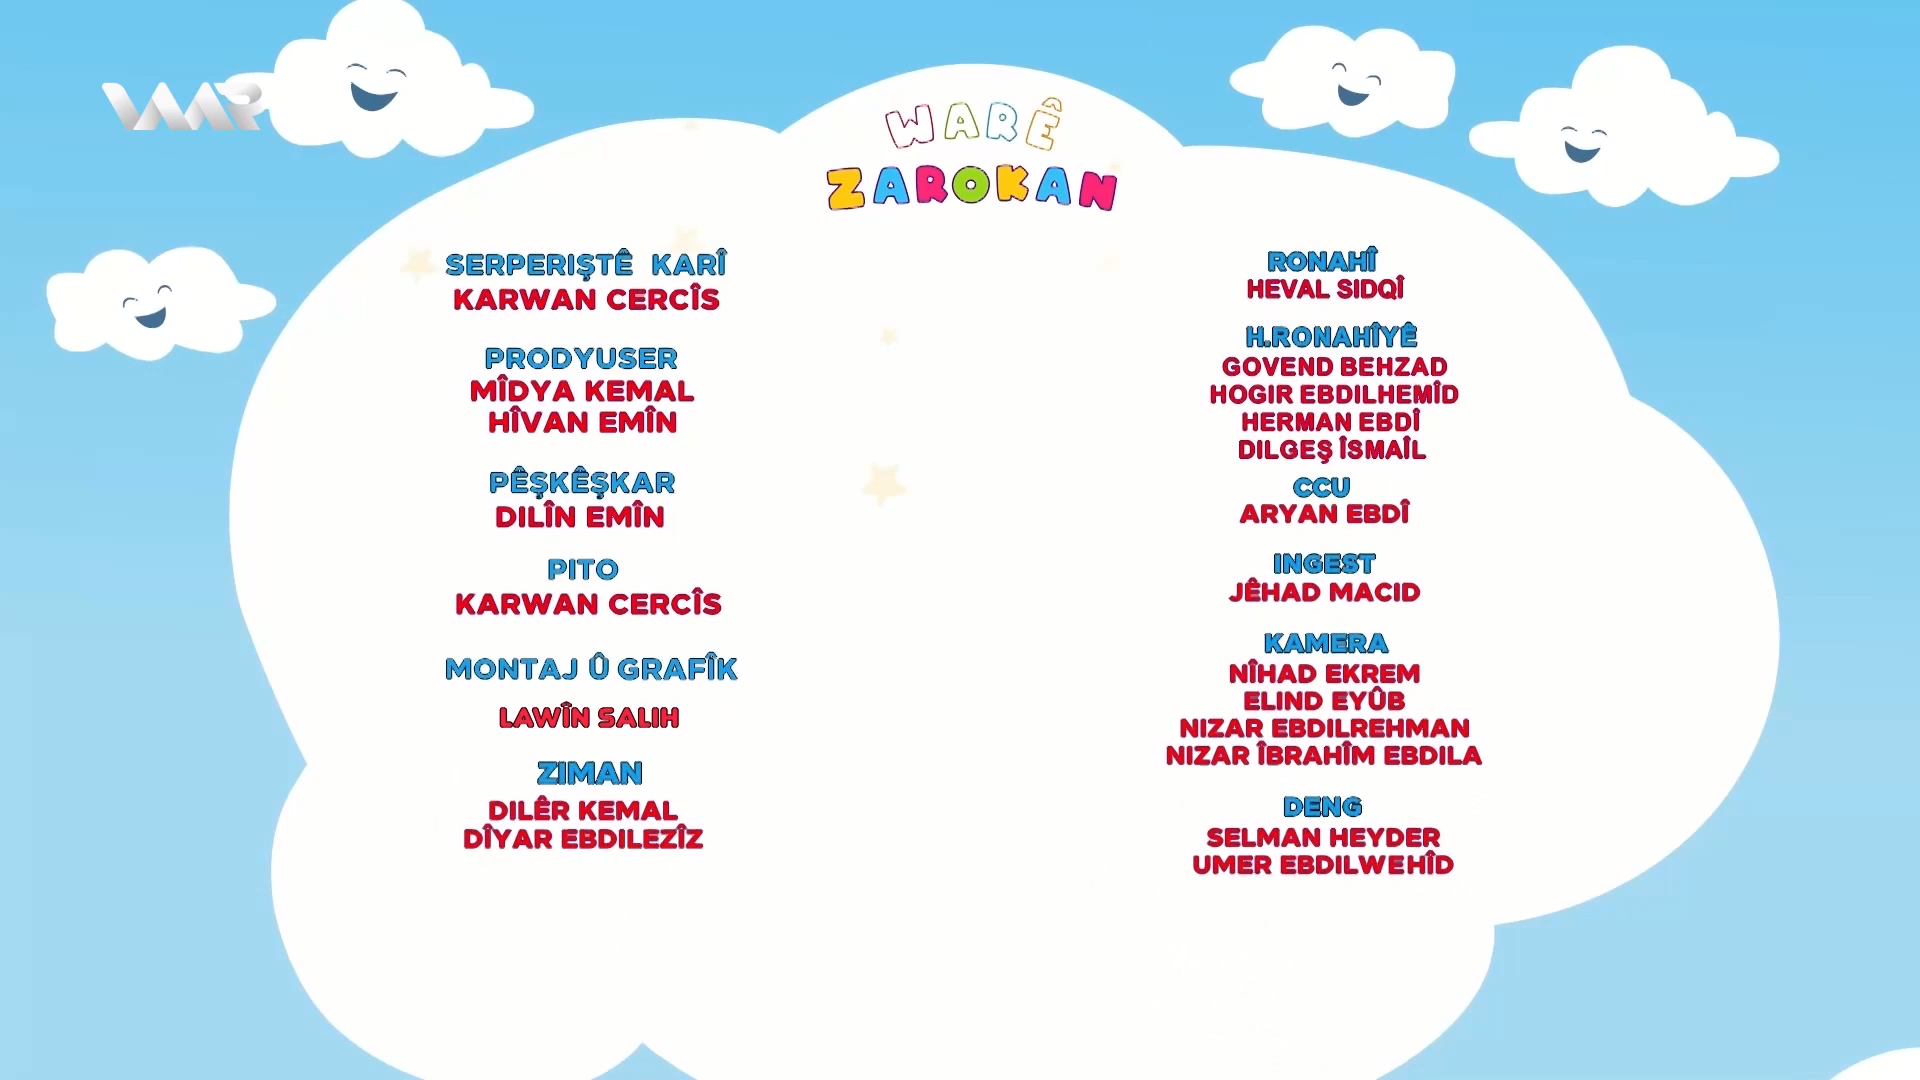 WAAR
WARÊ
ZAROKAN
SERPERIŞTÊ KARÎ
KARWAN CERCÎS
PRODYUSER
MÎDYA KEMAL
HÎVAN EMÎN
PÊŞKÊŞKAR
DILÎN EMÎN
PITO
KARWAN CERCÎS
MONTAJ Û GRAFÎK
LAWÎN SALIH
ZIMAN
DILÊR KEMAL
DÎYAR EBDILEZÎZ
RONAHÎ
HEVAL SIDQÎ
H.RONAHÎYÊ
GOVEND BEHZAD
HOGIR EBDILHEMÎD
HERMAN EBDÎ
DILGEŞ ÎSMAÎL
CCU
ARYAN EBDÎ
INGEST
JÊHAD MACID
KAMERA
NÎHAD EKREM
ELIND EYÛB
NIZAR EBDILREHMAN
NIZAR ÎBRAHÎM EBDILA
DENG
SELMAN HEYDER
UMER EBDILWEHÎD